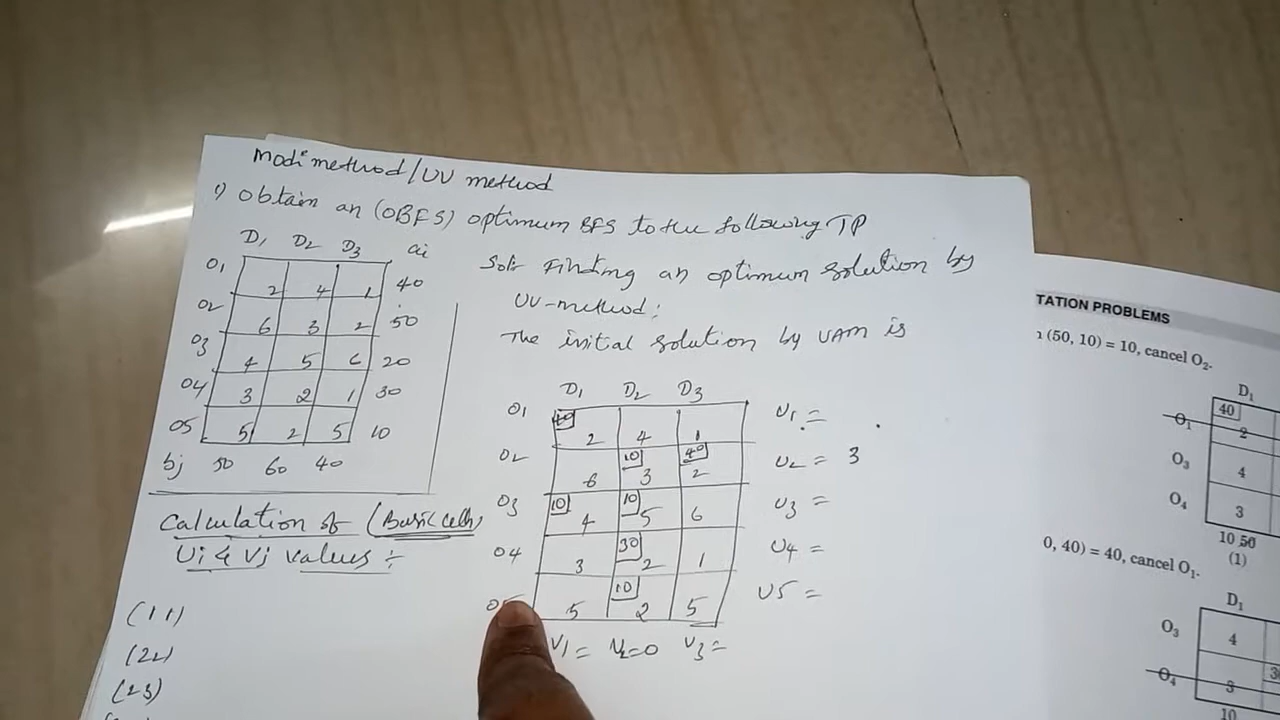 Modi method/UV method
1) Obtain an (OBFS) optimum BFS to the following TP
D1 D2 D3 ai
O1 2 4 1 40
O2 6 3 2 50
O3 4 5 6 20
O4 3 2 1 30
O5 5 2 5 10
bj 50 60 40
Calculation of (Basic cells)
Ui & Vj values :-
(11)
(22)
(23)
Sol: Finding an optimum solution by
UV-method:
The initial solution by VAM is
D1 D2 D3
O1 40 2 4 1 U1 =
O2 6 10 3 40 2 U2 = 3
O3 10 4 10 5 6 U3 =
O4 3 30 2 1 U4 =
O5 5 10 2 5 U5 =
V1 = V2=0 V3 =
TATION PROBLEMS
(50, 10) = 10, cancel O2.
D1
40
O1 2
O3 4
O4 3
10 50
(1)
0, 40) = 40, cancel O1.
D1
O3 4
O4 3
10